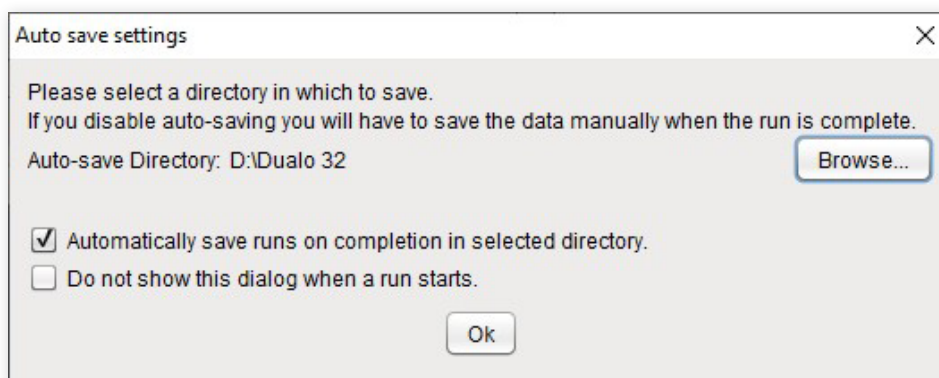 Auto save settings
Please select a directory in which to save.
If you disable auto-saving you will have to save the data manually when the run is complete.
Auto-save Directory: D:\Dualo 32
Browse...
Automatically save runs on completion in selected directory.
Do not show this dialog when a run starts.
Ok